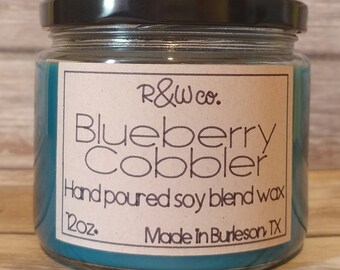 R&W co.
Blueberry
Cobbler
Hand poured soy blend wax
12oz. Made in Burleson, TX